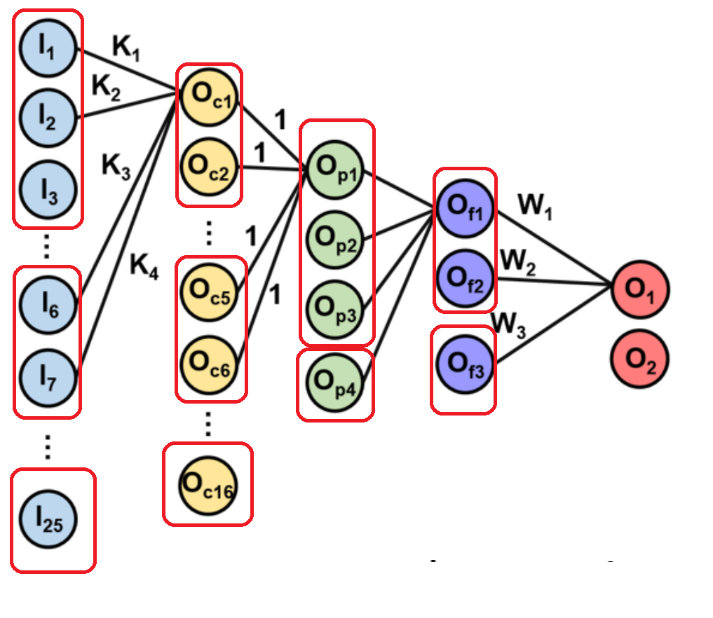 I1
I2
I3
⋮
I6
I7
⋮
I25
K1
K2
K3
K4
Oc1
Oc2
⋮
Oc5
Oc6
⋮
Oc16
1
1
1
1
Op1
Op2
Op3
Op4
Of1
Of2
Of3
W1
W2
W3
O1
O2